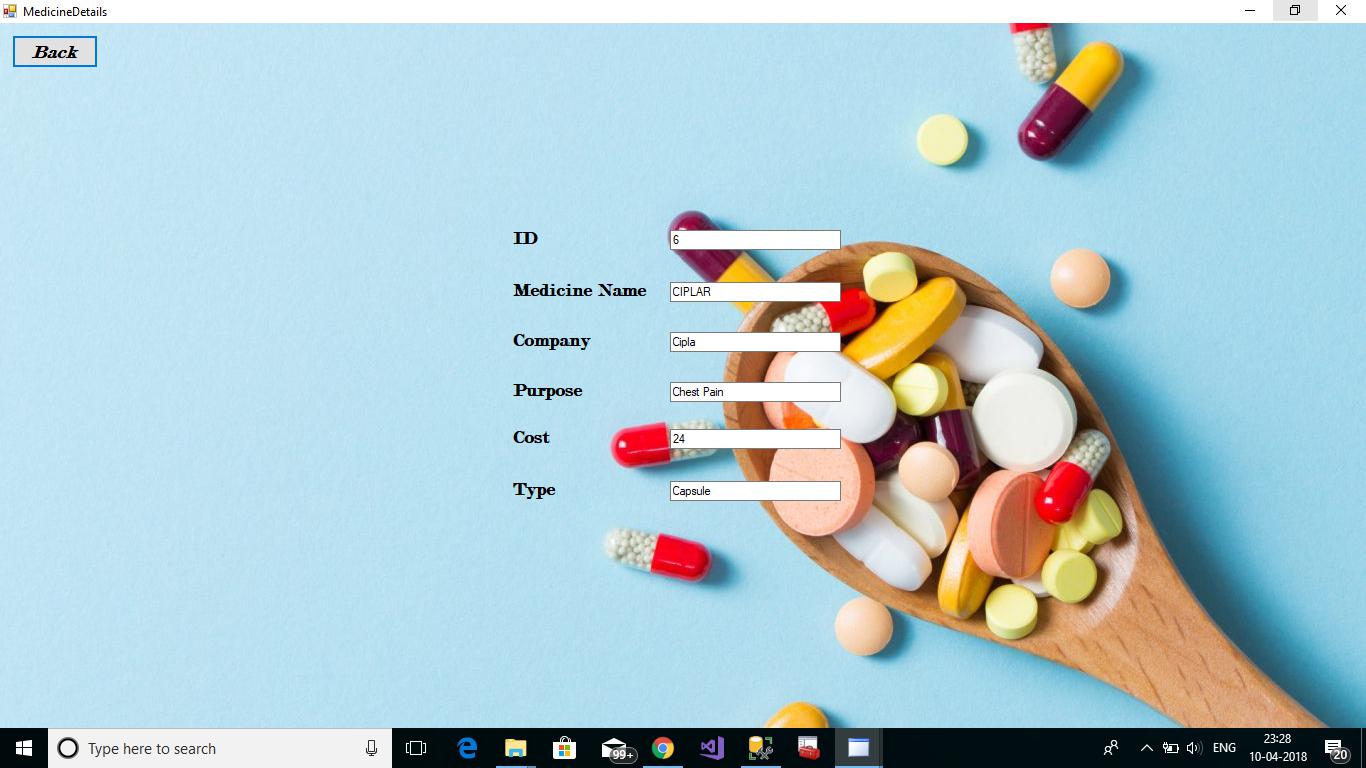 MedicineDetails
Back
ID 6
Medicine Name CIPLAR
Company Cipla
Purpose Chest Pain
Cost 24
Type Capsule
Type here to search 99+ ENG 23:28
10-04-2018 20